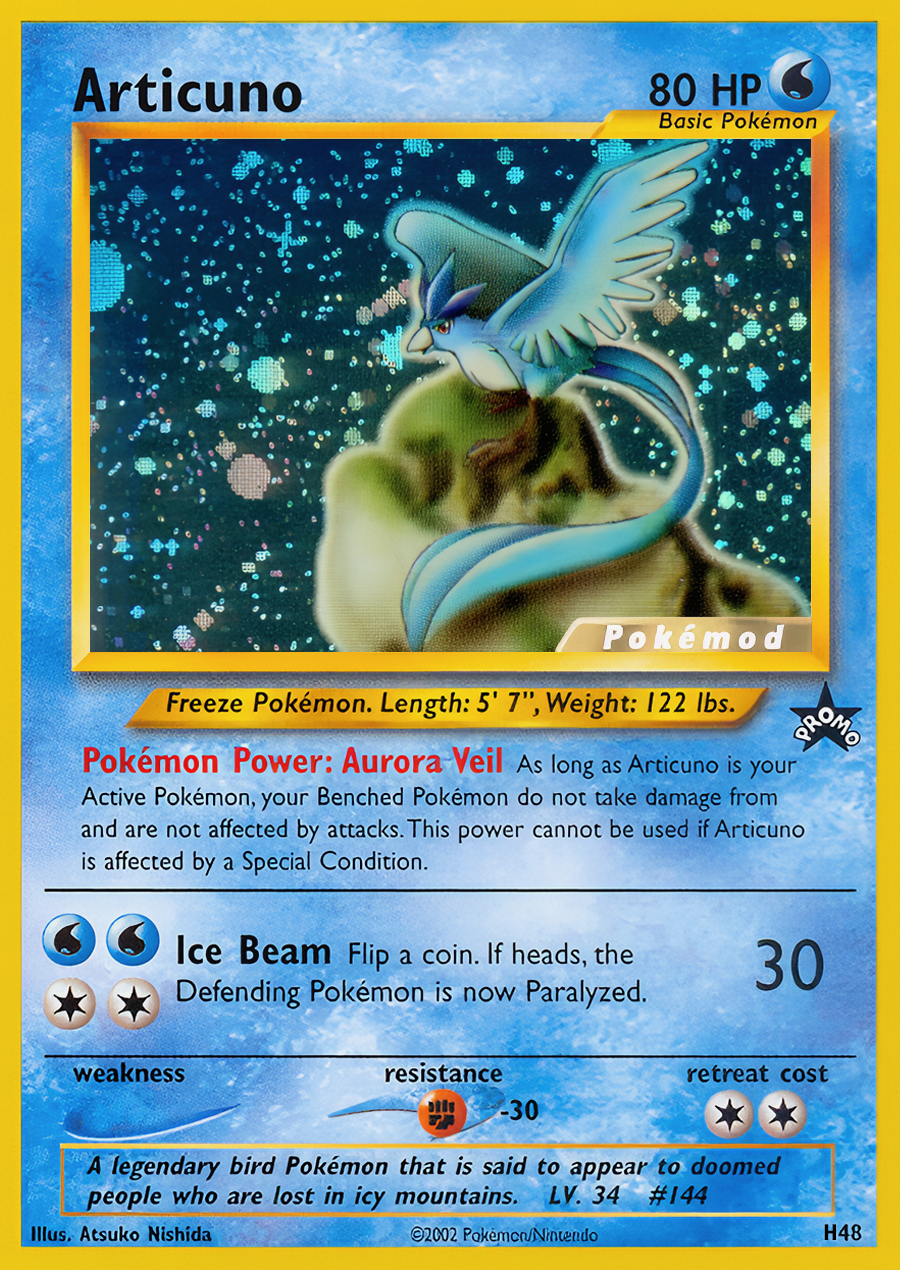 Articuno
80 HP
Basic Pokémon
Pokémod
Freeze Pokémon. Length: 5' 7", Weight: 122 lbs.
PROMO
Pokémon Power: Aurora Veil As long as Articuno is your
Active Pokémon, your Benched Pokémon do not take damage from
and are not affected by attacks. This power cannot be used if Articuno
is affected by a Special Condition.
Ice Beam Flip a coin. If heads, the
Defending Pokémon is now Paralyzed.
30
weakness
resistance
retreat cost
-30
A legendary bird Pokémon that is said to appear to doomed
people who are lost in icy mountains. LV. 34 #144
Illus. Atsuko Nishida
©2002 Pokémon/Nintendo
H48